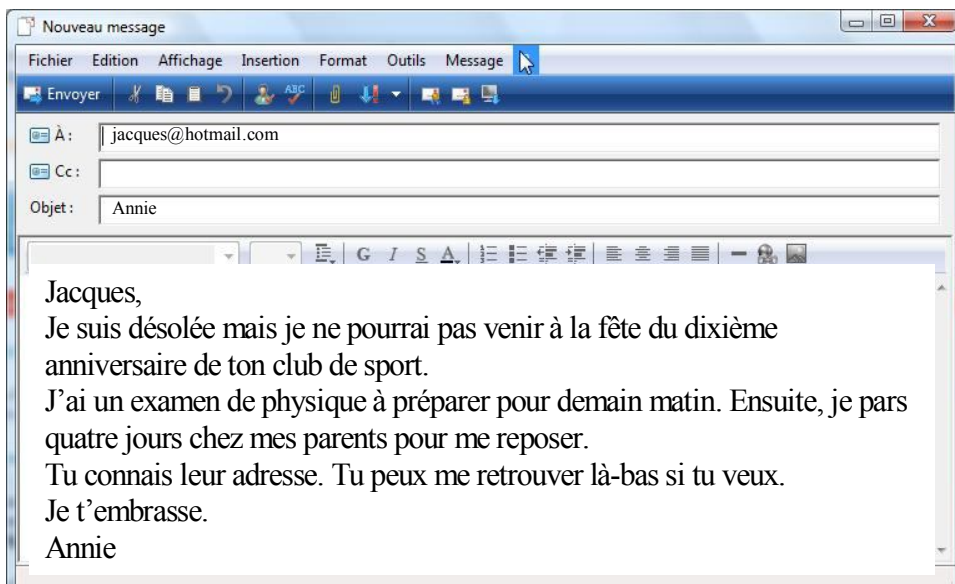 Nouveau message
Fichier Edition Affichage Insertion Format Outils Message
Envoyer ABC
À : jacques@hotmail.com
Cc :
Objet : Annie
G I S A
Jacques,
Je suis désolée mais je ne pourrai pas venir à la fête du dixième
anniversaire de ton club de sport.
J’ai un examen de physique à préparer pour demain matin. Ensuite, je pars
quatre jours chez mes parents pour me reposer.
Tu connais leur adresse. Tu peux me retrouver là-bas si tu veux.
Je t’embrasse.
Annie